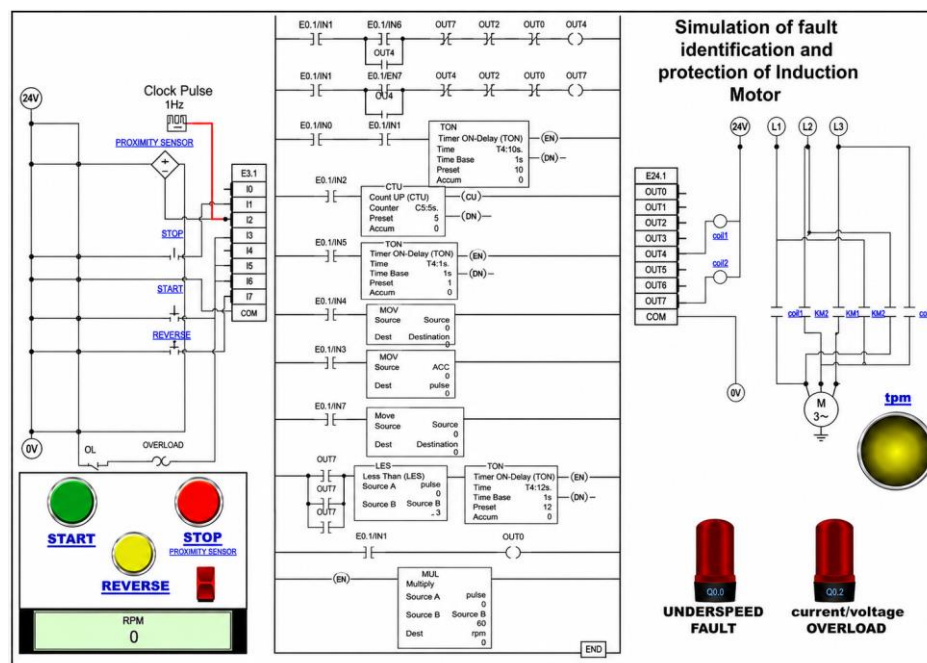 Simulation of fault
identification and
protection of Induction
Motor
24V
Clock Pulse
1Hz
PROXIMITY SENSOR
STOP
START
REVERSE
0V
OL
OVERLOAD
E3.1
I0
I1
I2
I3
I4
I5
I6
I7
COM
START
STOP
PROXIMITY SENSOR
REVERSE
RPM
0
E0.1/IN1 E0.1/IN6 OUT7 OUT2 OUT0 OUT4
OUT4
E0.1/IN1 E0.1/EN7 OUT4 OUT2 OUT0 OUT7
OU4
E0.1/IN0 E0.1/IN1
TON
Timer ON-Delay (TON)
Time T4:10s.
Time Base 1s
Preset 10
Accum 0
(EN)
(DN)
E0.1/IN2
CTU
Count UP (CTU)
Counter C5:5s.
Preset 5
Accum 0
(CU)
(DN)
E0.1/IN5
TON
Timer ON-Delay (TON)
Time T4:1s.
Time Base 1s
Preset 1
Accum 0
(EN)
(DN)
E0.1/IN4
MOV
Source Source
0
Dest Destination
0
E0.1/IN3
MOV
Source ACC
0
Dest pulse
0
E0.1/IN7
Move
Source Source
0
Dest Destination
0
OUT7
OUT7
OUT7
LES
Less Than (LES)
Source A pulse
0
Source B Source B
3
TON
Timer ON-Delay (TON)
Time T4:12s.
Time Base 1s
Preset 12
Accum 0
(EN)
(DN)
E0.1/IN1 OUT0
(EN)
MUL
Multiply
Source A pulse
0
Source B Source B
60
Dest rpm
0
END
24V
L1
L2
L3
E24.1
OUT0
OUT1
OUT2
OUT3
OUT4
OUT5
OUT6
OUT7
COM
coil1
coil2
0V
coil1
KM2
KM1
KM2
co
M
3~
tpm
Q0.0
UNDERSPEED
FAULT
Q0.2
current/voltage
OVERLOAD